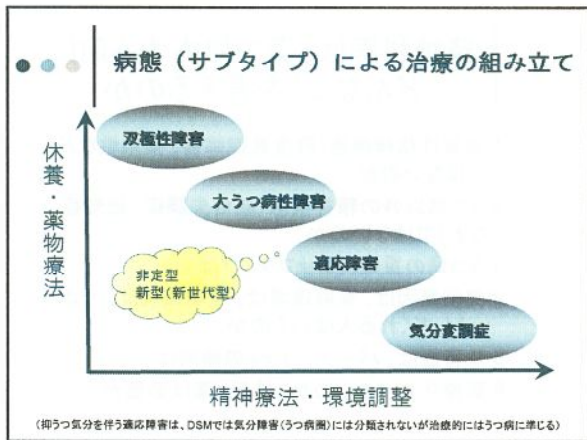 病態（サブタイプ）による治療の組み立て
休養・薬物療法
双極性障害
大うつ病性障害
適応障害
気分変調症
非定型
新型(新世代型)
精神療法・環境調整
(抑うつ気分を伴う適応障害は、DSMでは気分障害(うつ病圏)には分類されないが治療的にはうつ病に準じる)